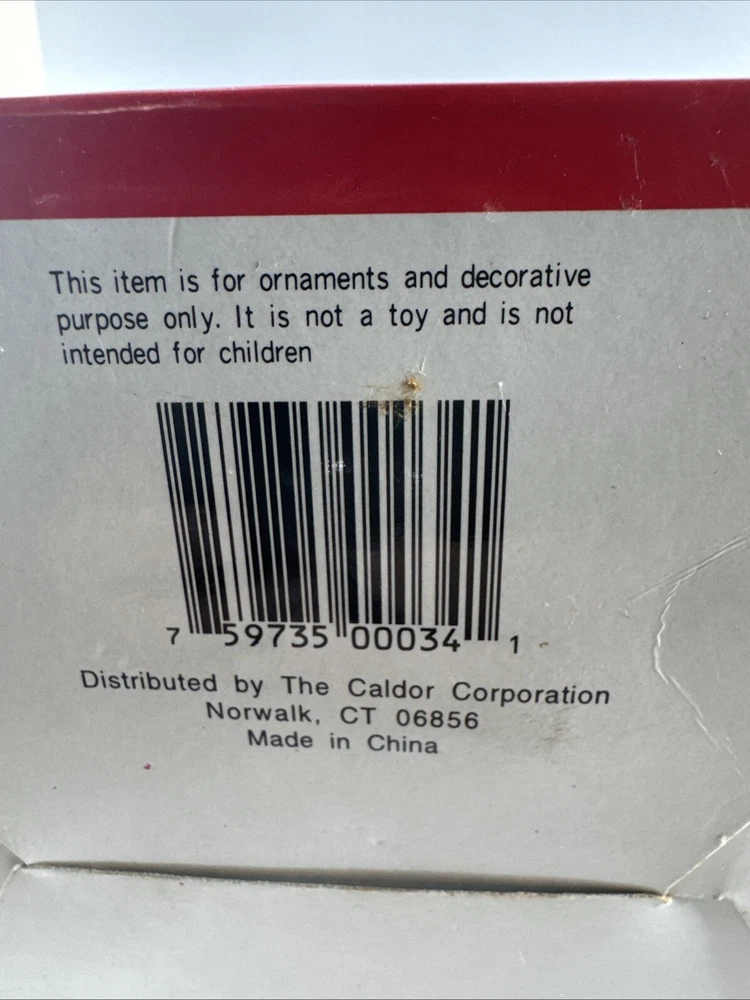 This item is for ornaments and decorative
purpose only. It is not a toy and is not
intended for children
7 59735 00034 1
Distributed by The Caldor Corporation
Norwalk, CT 06856
Made in China